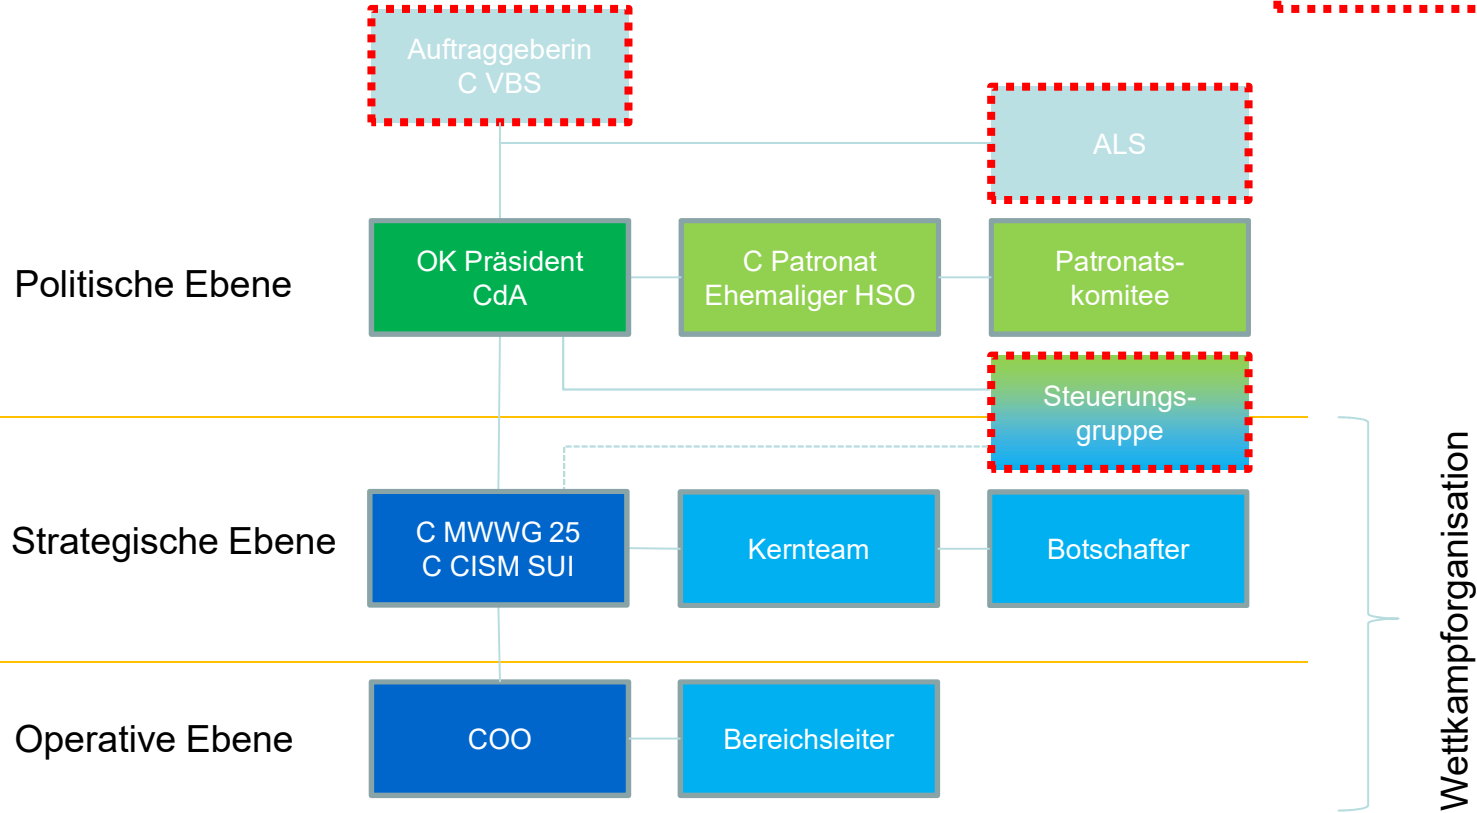 Auftraggeberin
C VBS
ALS
Politische Ebene
OK Präsident
CdA
C Patronat
Ehemaliger HSO
Patronats-
komitee
Steuerungs-
gruppe
Strategische Ebene
C MWWG 25
C CISM SUI
Kernteam
Botschafter
Operative Ebene
COO
Bereichsleiter
Wettkampforganisation